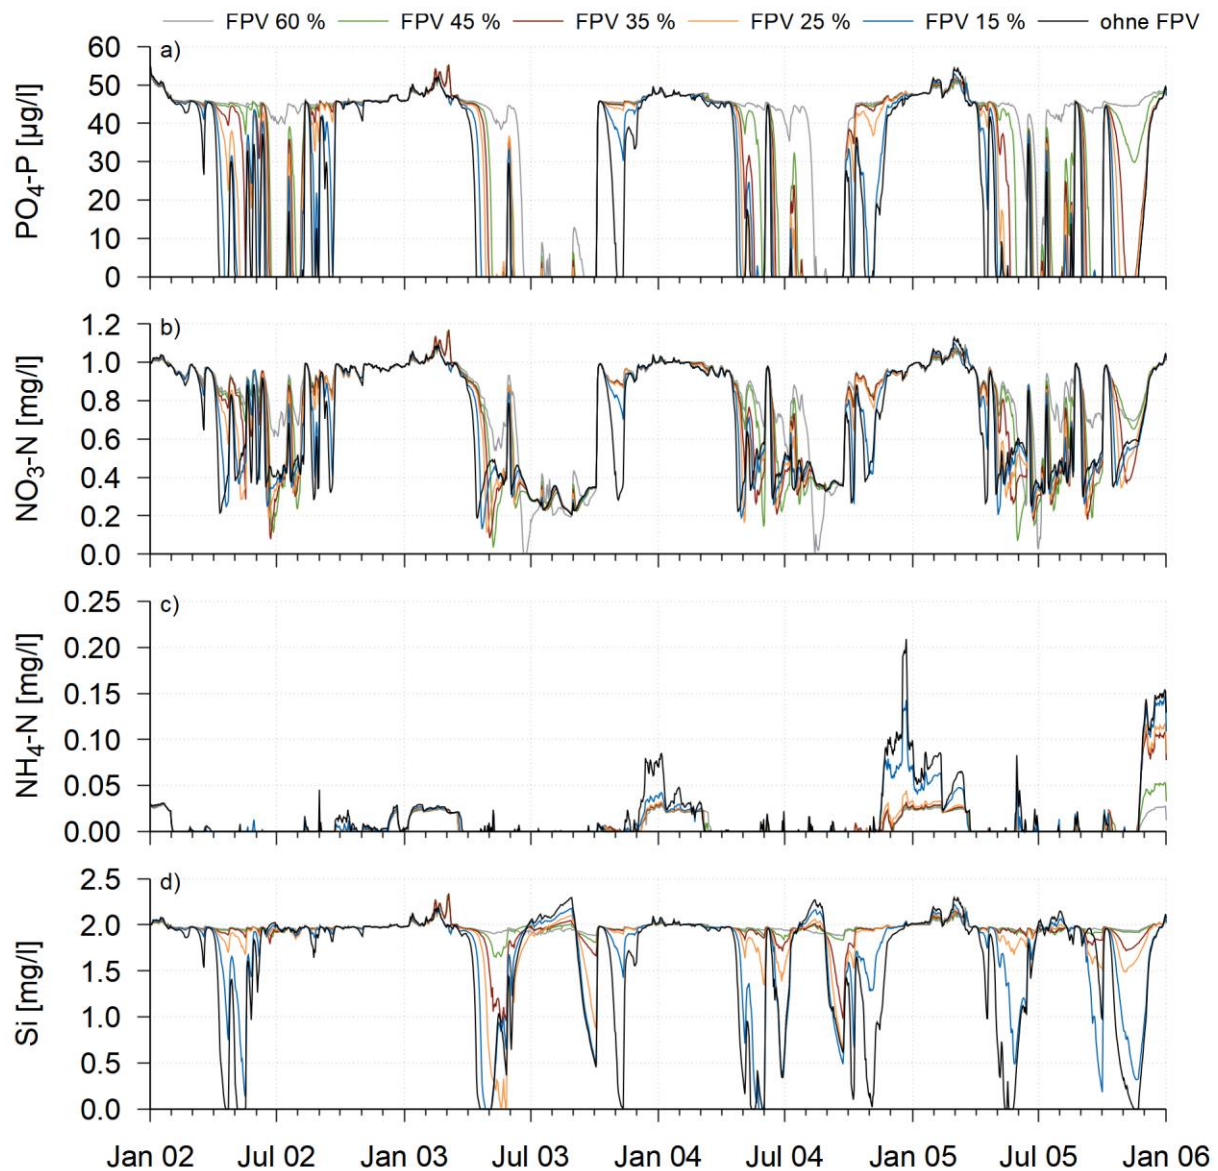 FPV 60 % FPV 45 % FPV 35 % FPV 25 % FPV 15 % ohne FPV
a)
PO4-P [µg/l]
60
50
40
30
20
10
0
b)
NO3-N [mg/l]
1.2
1.0
0.8
0.6
0.4
0.2
0.0
c)
NH4-N [mg/l]
0.25
0.20
0.15
0.10
0.05
0.00
d)
Si [mg/l]
2.5
2.0
1.5
1.0
0.5
0.0
Jan 02 Jul 02 Jan 03 Jul 03 Jan 04 Jul 04 Jan 05 Jul 05 Jan 06